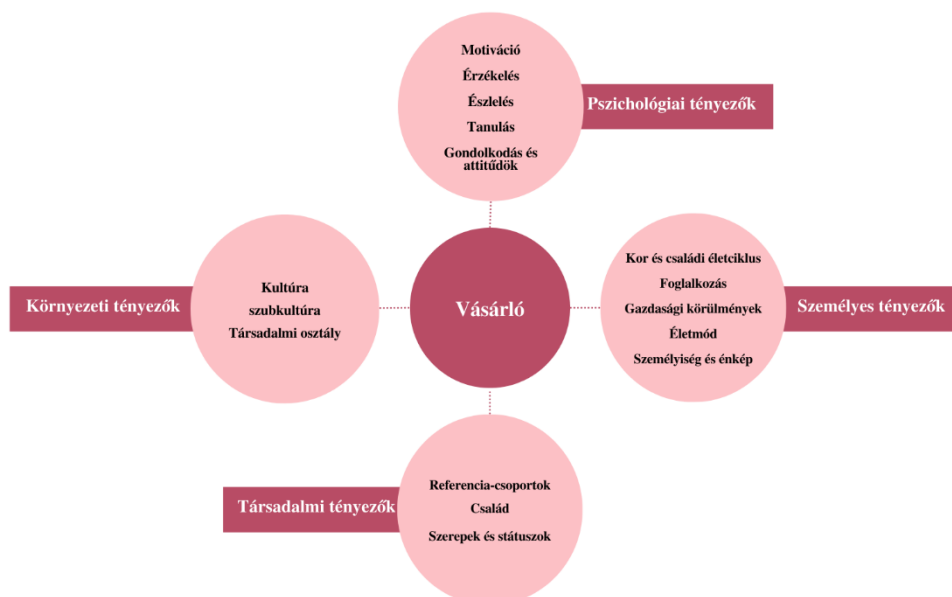 Motiváció
Érzékelés
Észlelés
Tanulás
Gondolkodás és
attitűdök
Pszichológiai tényezők
Környezeti tényezők
Kultúra
szubkultúra
Társadalmi osztály
Vásárló
Kor és családi életciklus
Foglalkozás
Gazdasági körülmények
Életmód
Személyiség és énkép
Személyes tényezők
Társadalmi tényezők
Referencia-csoportok
Család
Szerepek és státuszok